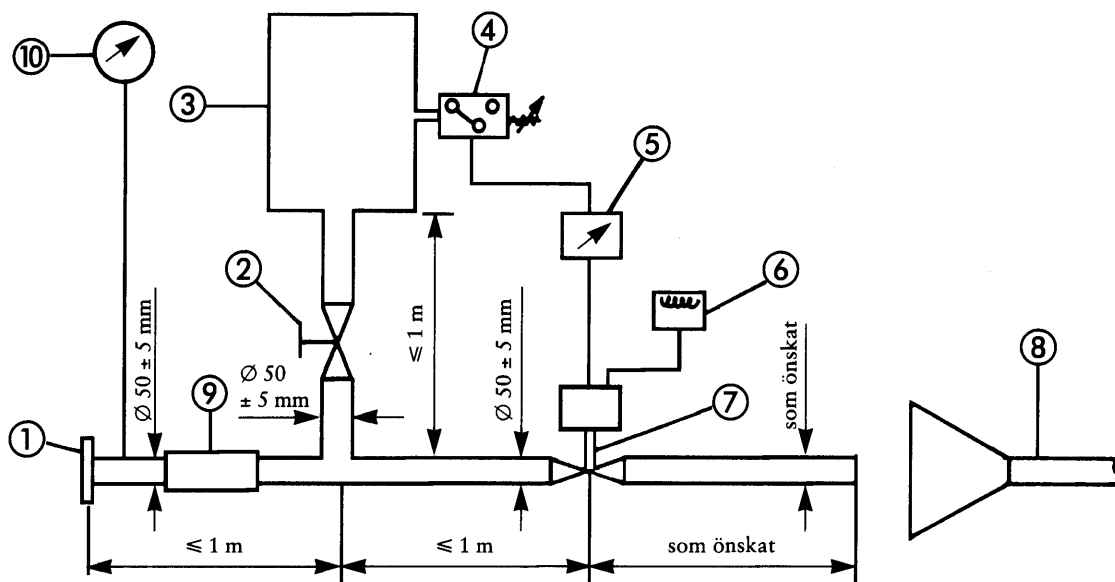 10
4
3
5
2
6
Ø 50 ± 5 mm
≤ 1 m
Ø 50 ± 5 mm
som önskat
8
Ø 50
± 5 mm
9
7
1
≤ 1 m
≤ 1 m
som önskat